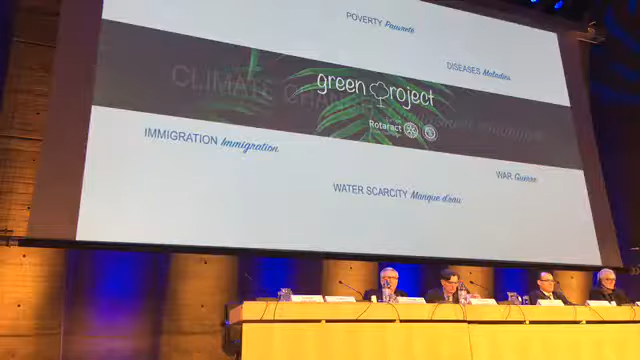 POVERTY Pauvreté
DISEASES Maladies
CLIMATE CHANGE
green project
Rotaract
IMMIGRATION Immigration
WAR Guerre
WATER SCARCITY Manque d'eau